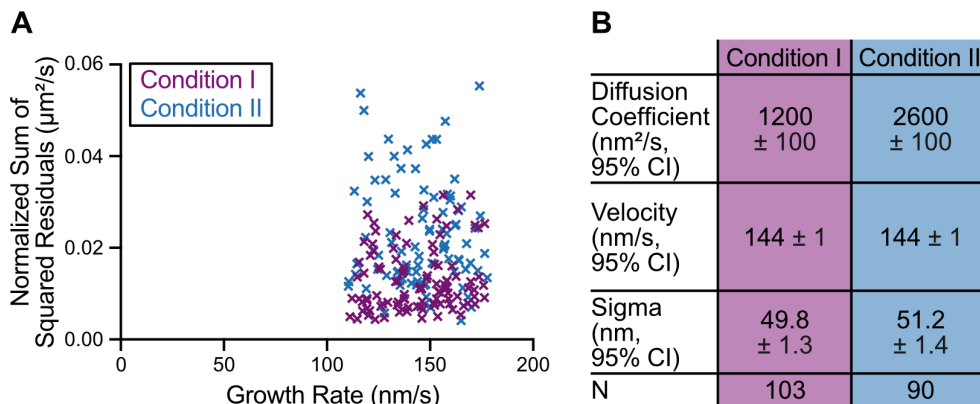 A
Normalized Sum of
Squared Residuals (µm²/s)
0.06
0.04
0.02
0.00
Condition I
Condition II
0
50
100
150
200
Growth Rate (nm/s)
B
Condition I
Condition II
Diffusion
Coefficient
(nm²/s,
95% CI)
1200
± 100
2600
± 100
Velocity
(nm/s,
95% CI)
144 ± 1
144 ± 1
Sigma
(nm,
95% CI)
49.8
± 1.3
51.2
± 1.4
N
103
90